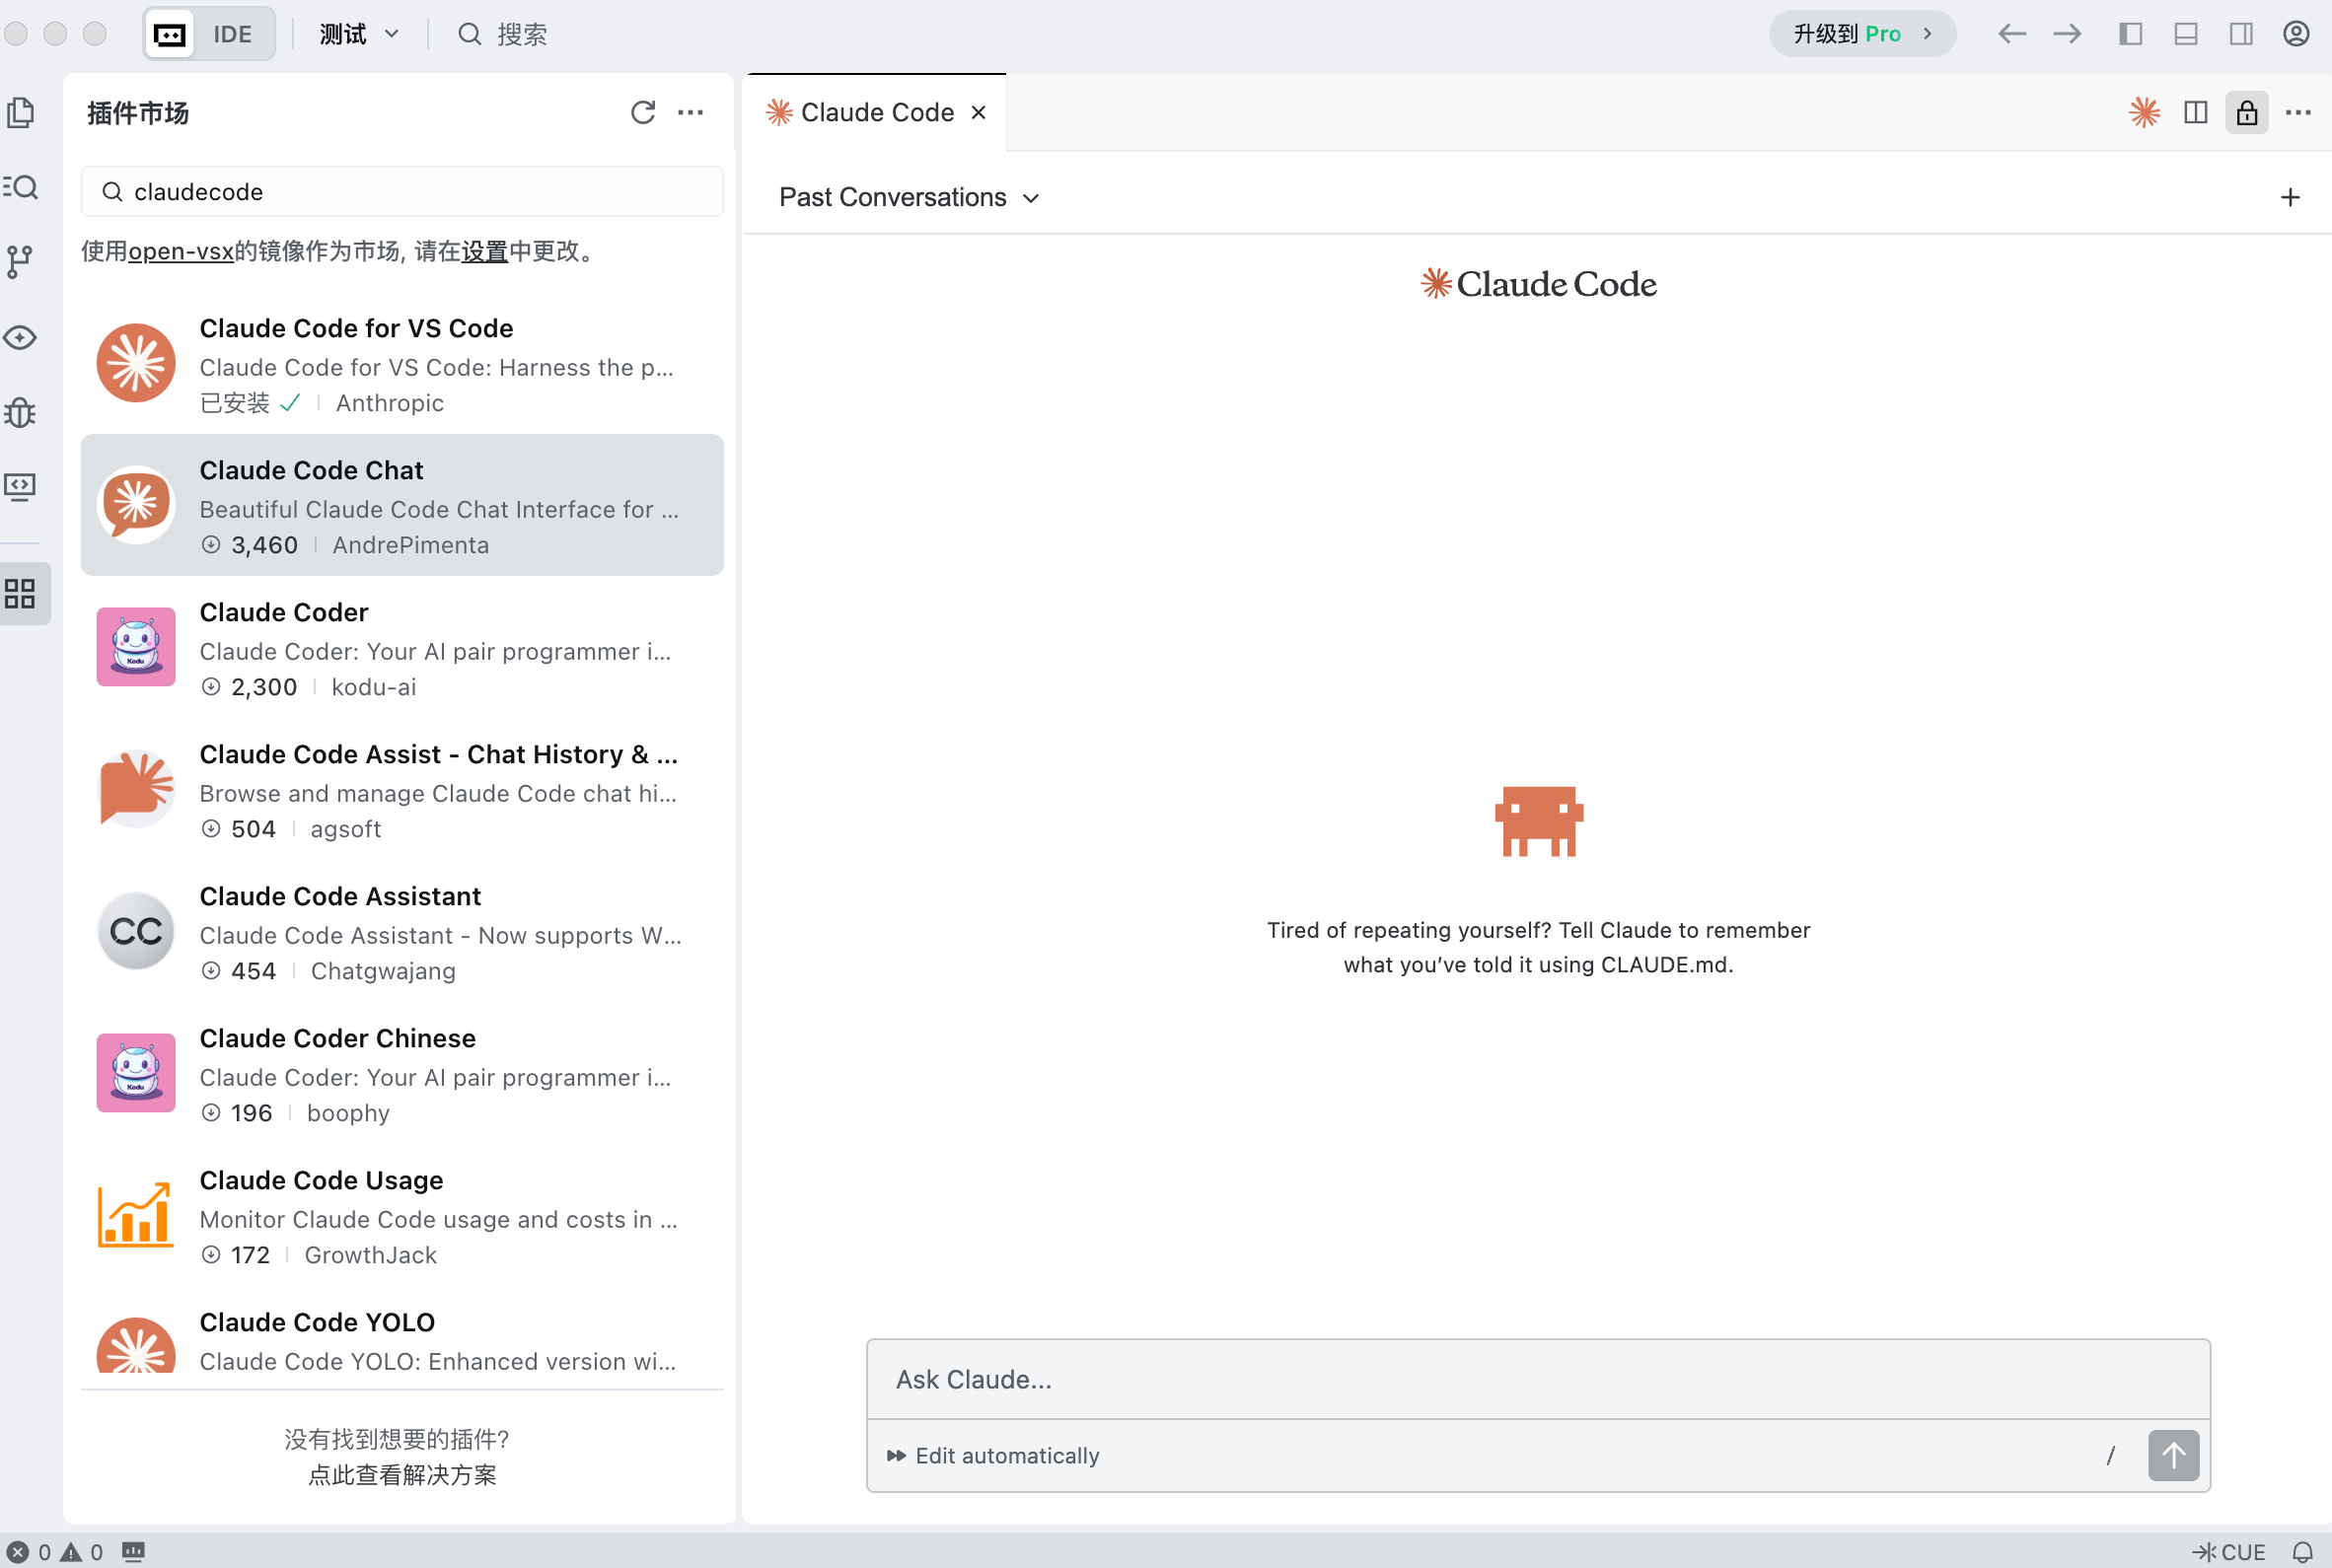 IDE
测试
搜索
升级到 Pro
插件市场
claudecode
使用open-vsx的镜像作为市场, 请在设置中更改。
Claude Code for VS Code
Claude Code for VS Code: Harness the p...
已安装 Anthropic
Claude Code Chat
Beautiful Claude Code Chat Interface for ...
3,460 AndrePimenta
Claude Coder
Claude Coder: Your AI pair programmer i...
2,300 kodu-ai
Claude Code Assist - Chat History & ...
Browse and manage Claude Code chat hi...
504 agsoft
CC
Claude Code Assistant
Claude Code Assistant - Now supports W...
454 Chatgwajang
Claude Coder Chinese
Claude Coder: Your AI pair programmer i...
196 boophy
Claude Code Usage
Monitor Claude Code usage and costs in ...
172 GrowthJack
Claude Code YOLO
Claude Code YOLO: Enhanced version wi...
没有找到想要的插件?
点此查看解决方案
Claude Code
Past Conversations
Claude Code
Tired of repeating yourself? Tell Claude to remember
what you’ve told it using CLAUDE.md.
Ask Claude...
Edit automatically /
0 0
CUE